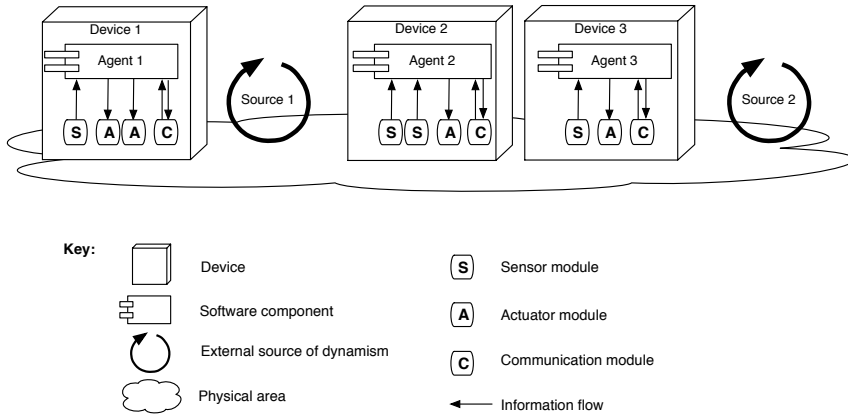 Device 1
Device 2
Device 3
Agent 1
Agent 2
Agent 3
Source 1
Source 2
S A A C
S S A C
S A C
Key:
Device
S Sensor module
Software component
A Actuator module
External source of dynamism
C Communication module
Physical area
Information flow